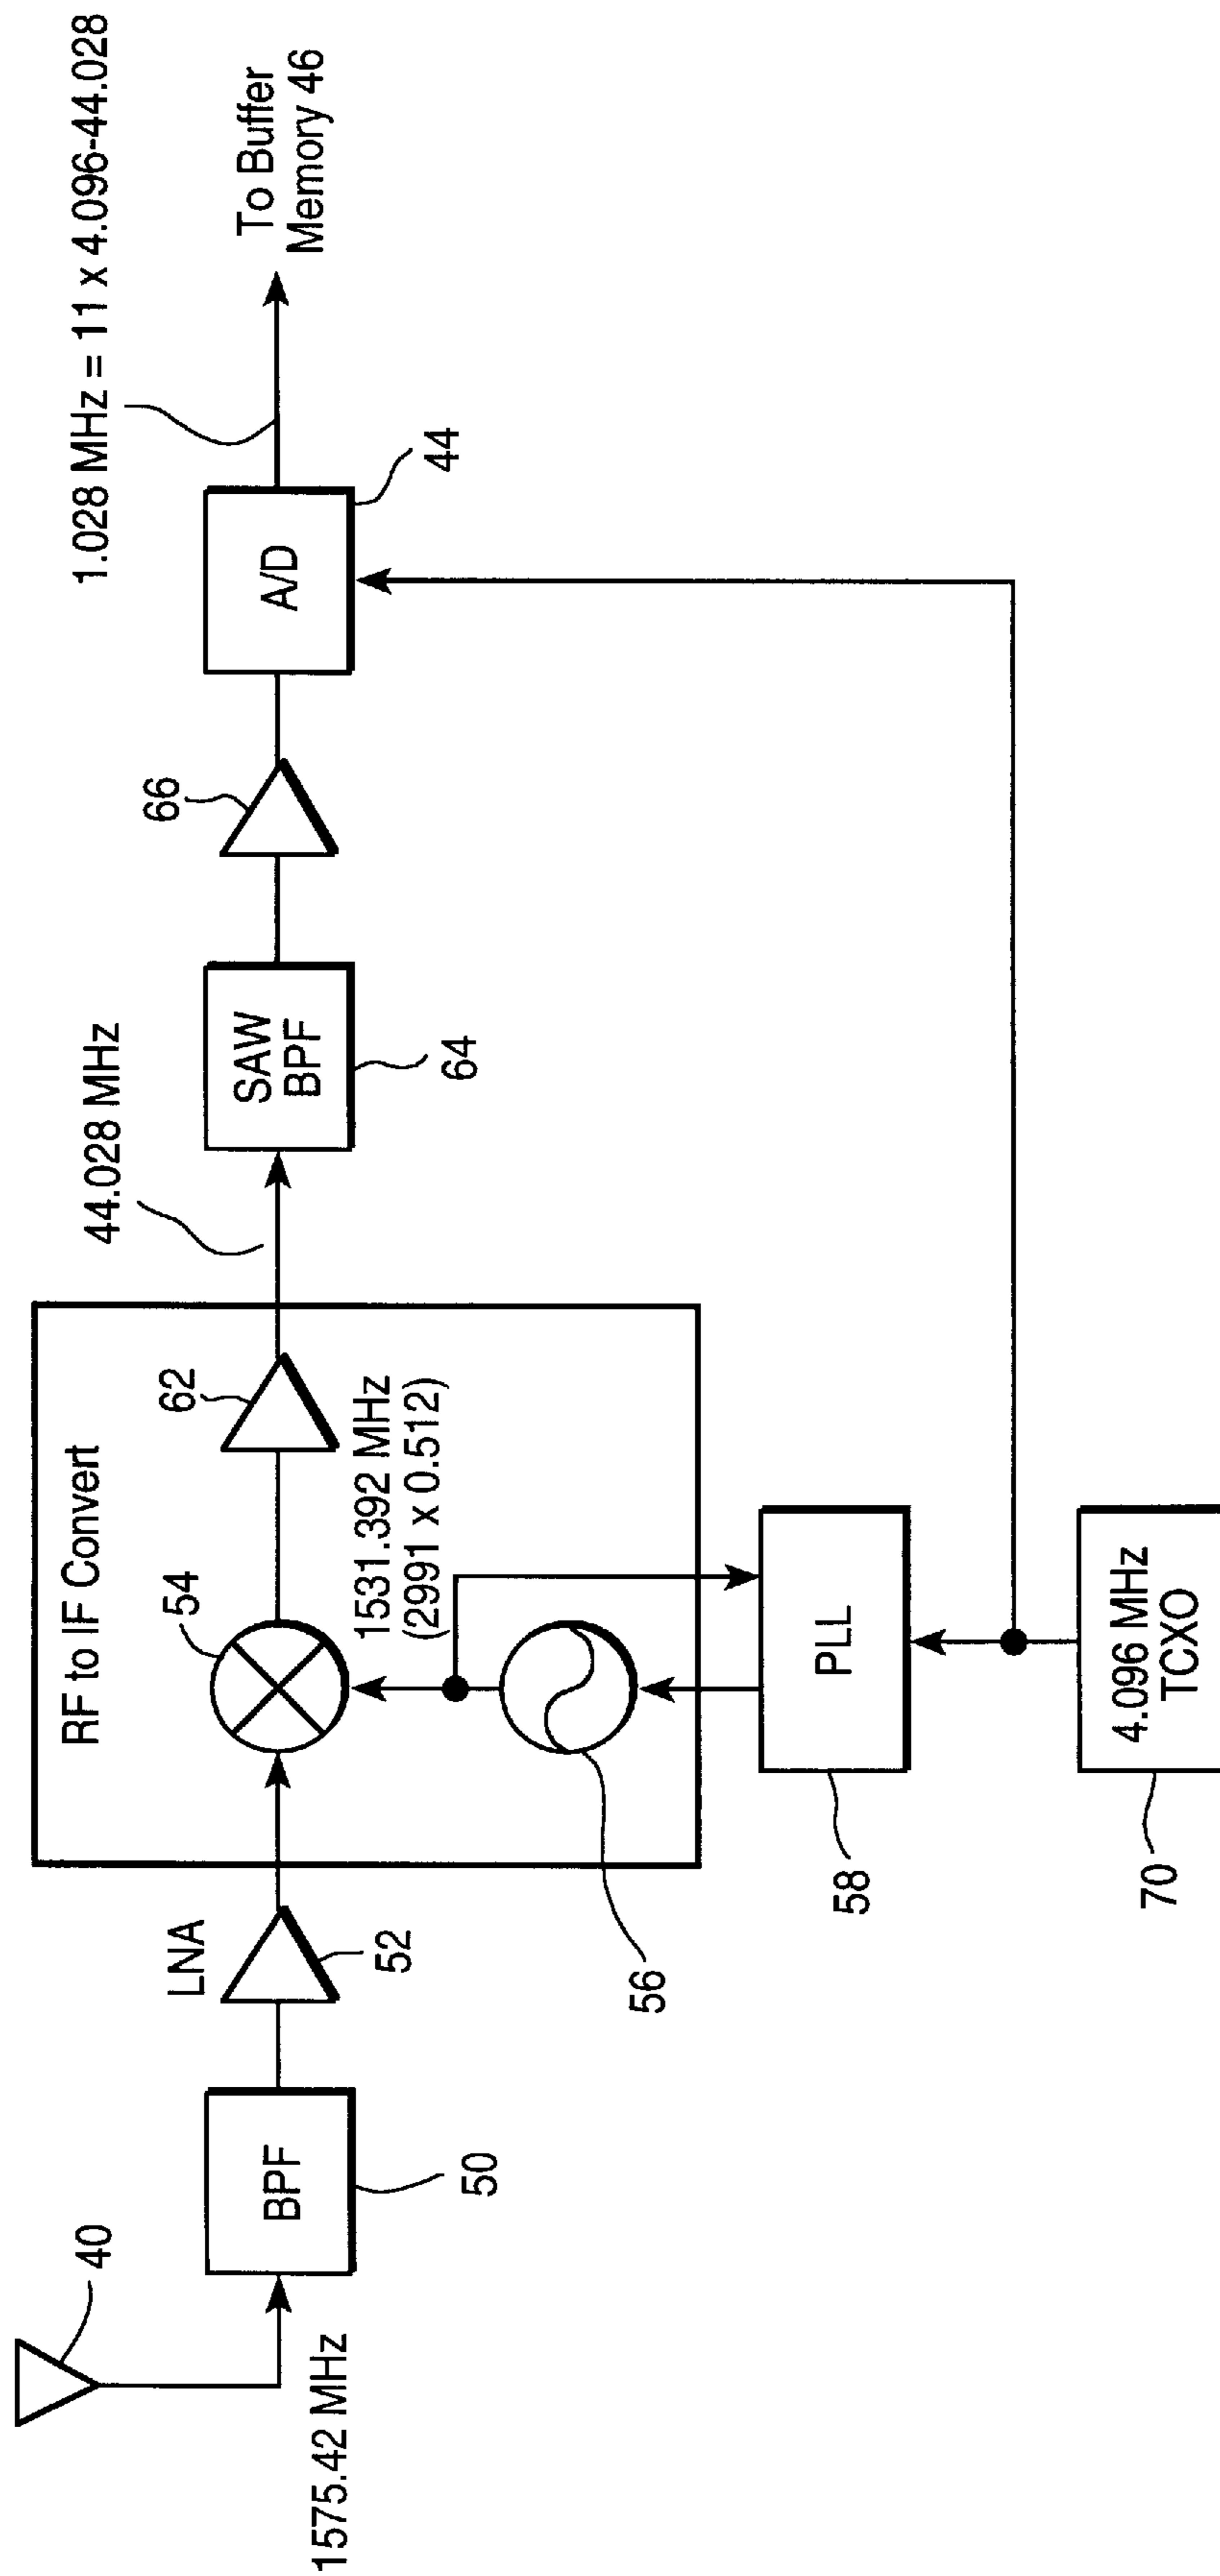 40
1575.42 MHz
BPF
50
LNA
52
RF to IF Convert
54
1531.392 MHz
(2991 x 0.512)
56
62
PLL
58
4.096 MHz
TCXO
70
44.028 MHz
SAW
BPF
64
66
A/D
44
1.028 MHz = 11 x 4.096-44.028
To Buffer
Memory 46